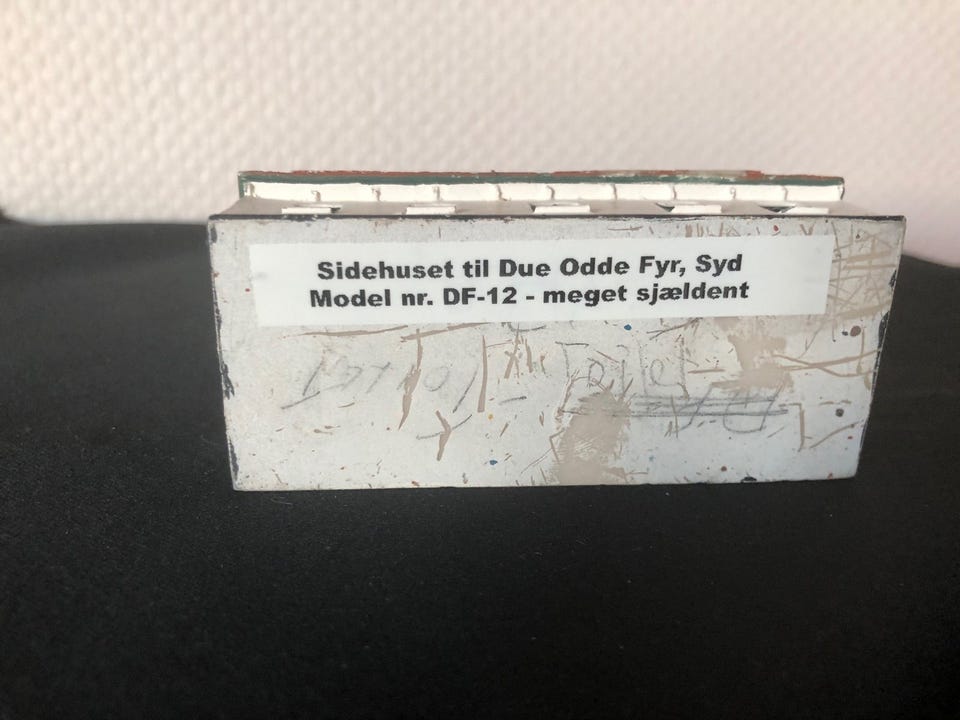 Sidehuset til Due Odde Fyr, Syd
Model nr. DF-12 - meget sjældent